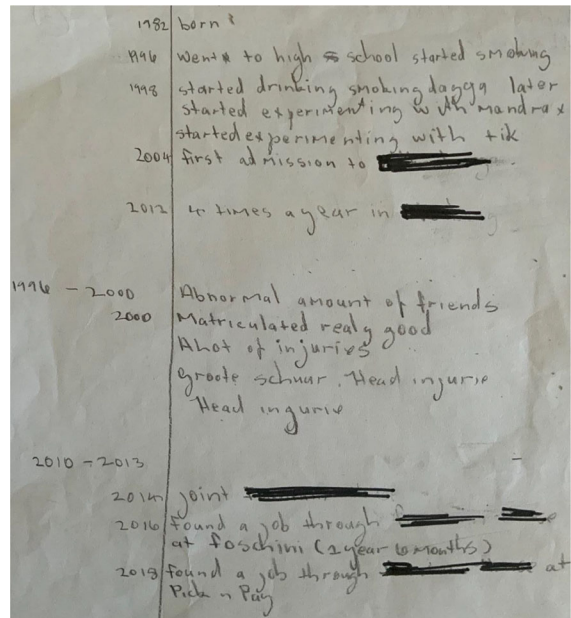 1982 born
1996 went to high school started smoking
1998 started drinking smoking dagga later
started experimenting with mandrax
started experimenting with tik
2004 first admission to
2012 4 times a year in
1996 - 2000 Abnormal amount of friends
2000 Matriculated realy good
Alot of injuries
groote schuur. Head ingurie
Head ingurie
2010 - 2013
2014 joint
2016 found a job through
at foschini (1 year 6 months)
2018 found a job through at
Pick n Pay